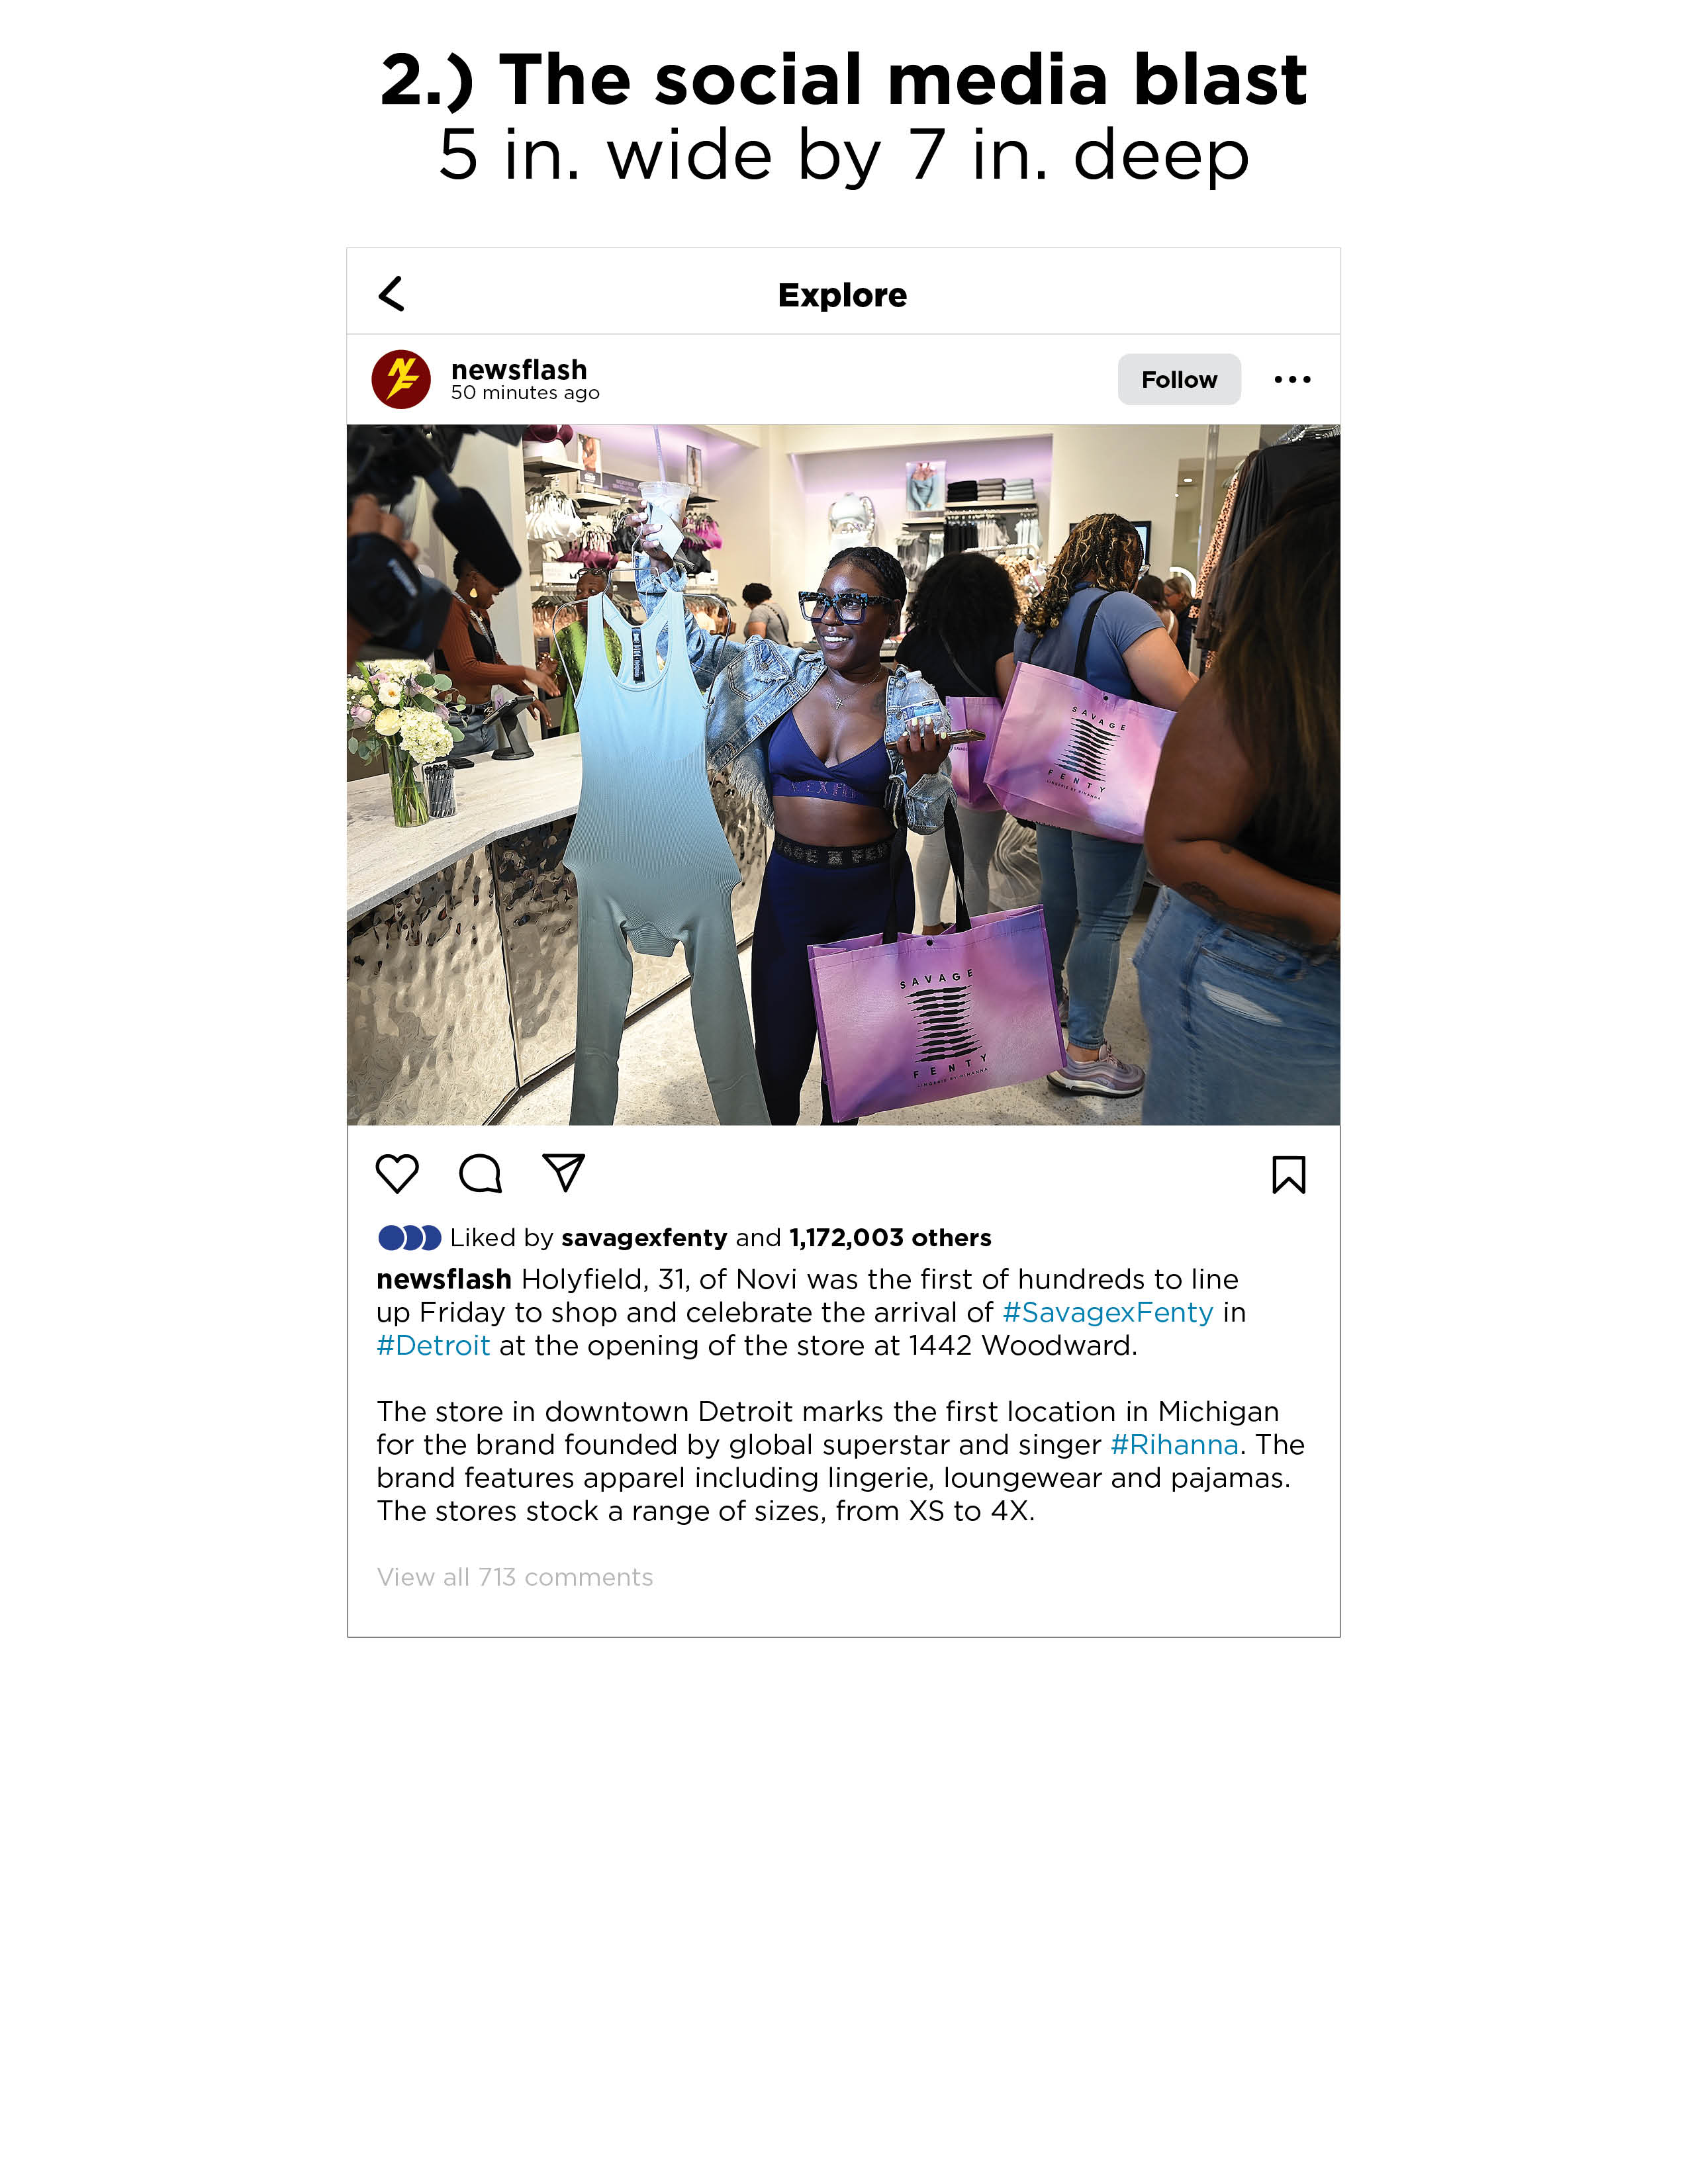 2.) The social media blast
5 in. wide by 7 in. deep
Explore
newsflash
50 minutes ago
Follow
SAVAGE
FENTY
LINGERIE BY RIHANNA
SAVAGE
FENTY
LINGERIE BY RIHANNA
Liked by savagexfenty and 1,172,003 others
newsflash Holyfield, 31, of Novi was the first of hundreds to line
up Friday to shop and celebrate the arrival of #SavagexFenty in
#Detroit at the opening of the store at 1442 Woodward.
The store in downtown Detroit marks the first location in Michigan
for the brand founded by global superstar and singer #Rihanna. The
brand features apparel including lingerie, loungewear and pajamas.
The stores stock a range of sizes, from XS to 4X.
View all 713 comments